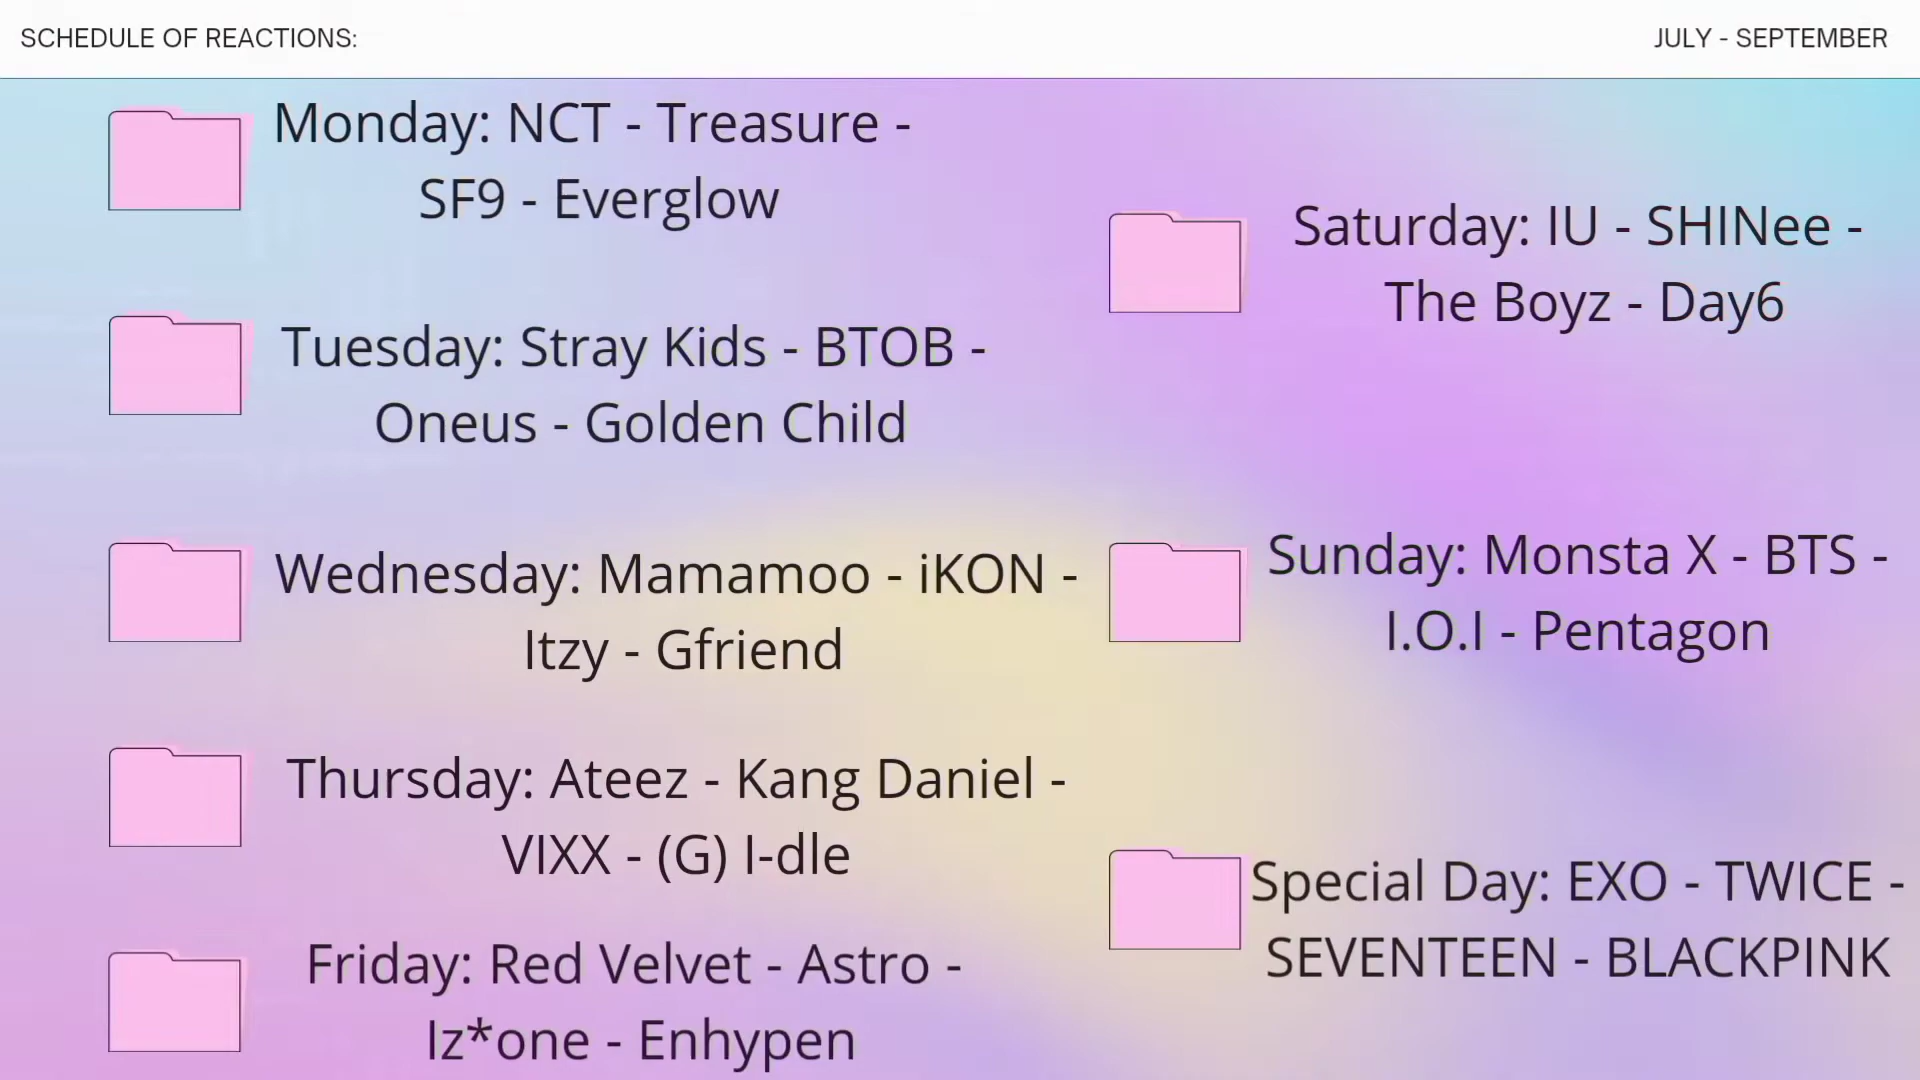 SCHEDULE OF REACTIONS:
JULY - SEPTEMBER
Monday: NCT - Treasure -
SF9 - Everglow
Tuesday: Stray Kids - BTOB -
Oneus - Golden Child
Wednesday: Mamamoo - iKON -
Itzy - Gfriend
Thursday: Ateez - Kang Daniel -
VIXX - (G) I-dle
Friday: Red Velvet - Astro -
Iz*one - Enhypen
Saturday: IU - SHINee -
The Boyz - Day6
Sunday: Monsta X - BTS -
I.O.I - Pentagon
Special Day: EXO - TWICE -
SEVENTEEN - BLACKPINK